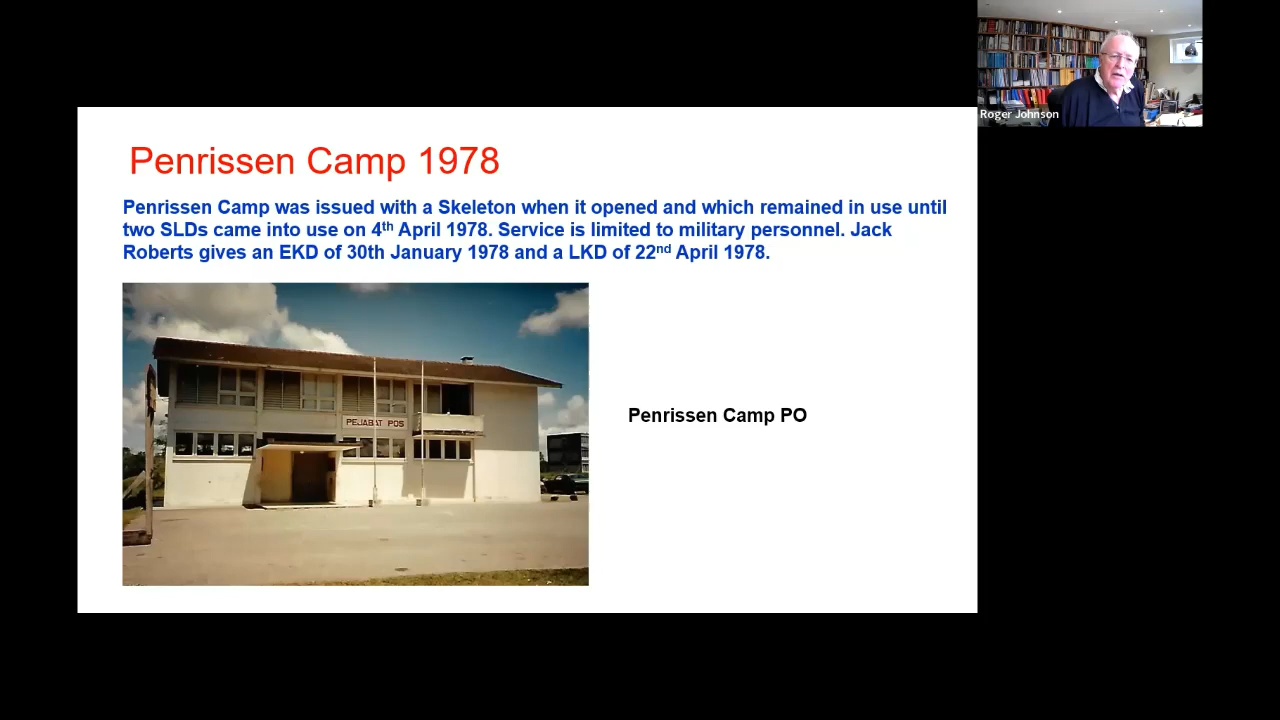 Roger Johnson
Penrissen Camp 1978
Penrissen Camp was issued with a Skeleton when it opened and which remained in use until
two SLDs came into use on 4th April 1978. Service is limited to military personnel. Jack
Roberts gives an EKD of 30th January 1978 and a LKD of 22nd April 1978.
PEJABAT POS
Penrissen Camp PO